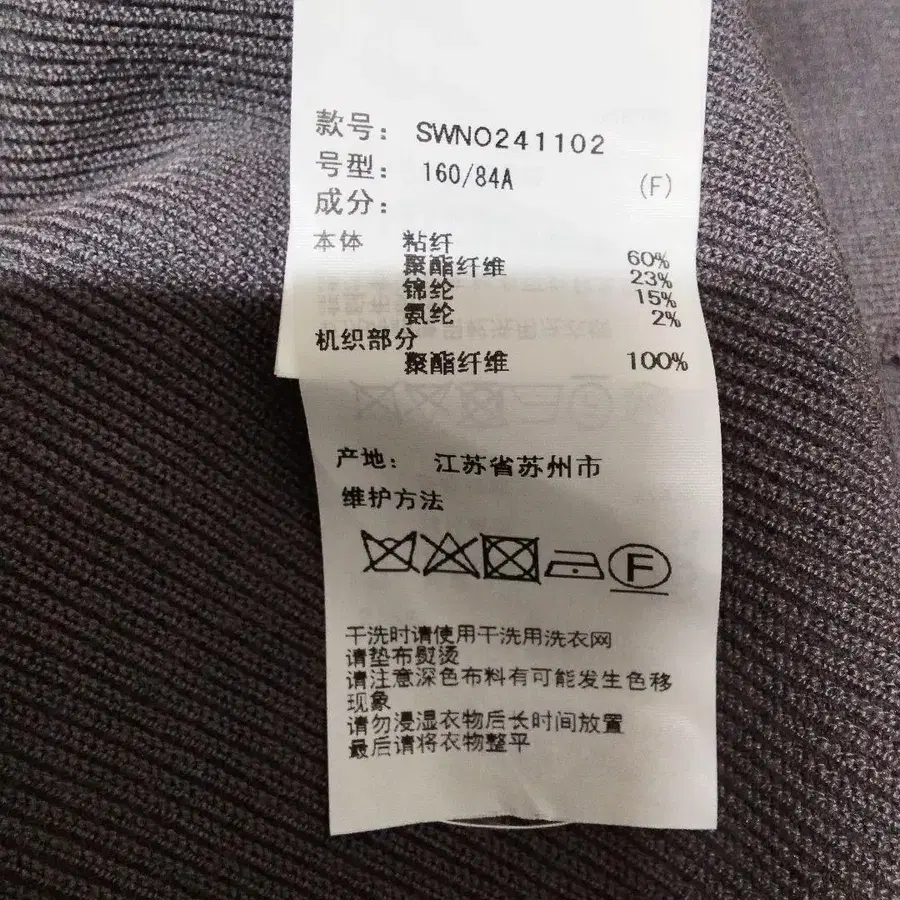 款号： SWNO241102
号型： 160/84A (F)
成分：
本体 粘纤 60%
聚酯纤维 23%
锦纶 15%
氨纶 2%
机织部分
聚酯纤维 100%
产地： 江苏省苏州市
维护方法
F
干洗时请使用干洗用洗衣网
请垫布熨烫
请注意深色布料有可能发生色移
现象
请勿浸湿衣物后长时间放置
最后请将衣物整平